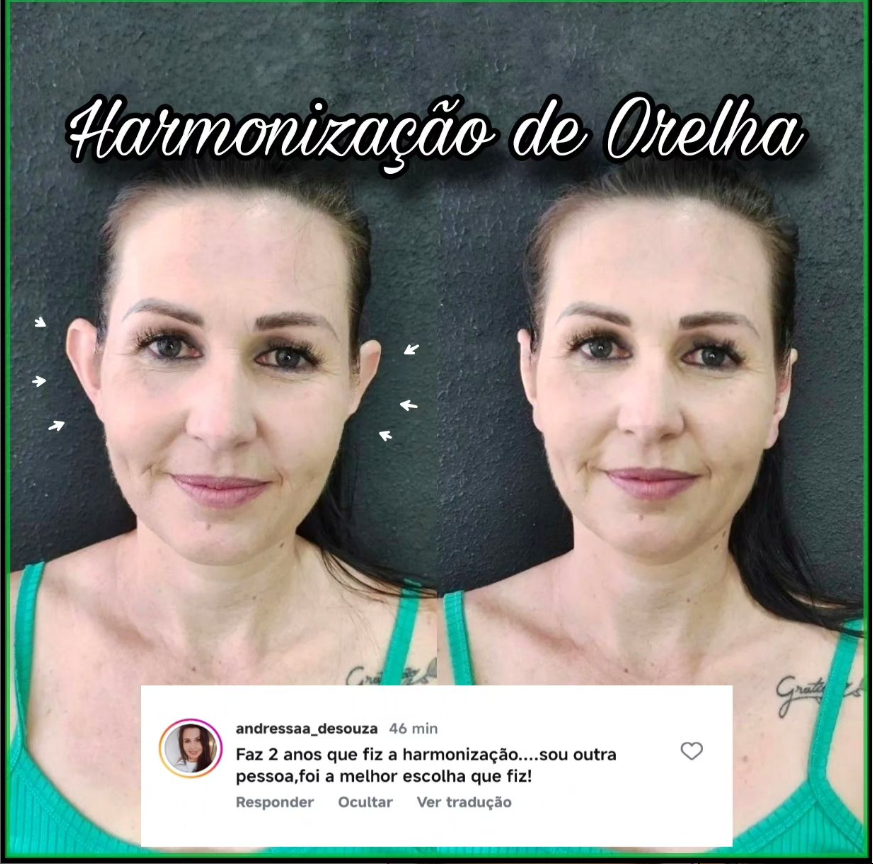 Harmonização de Orelha
andressaa_desouza 46 min
Faz 2 anos que fiz a harmonização....sou outra
pessoa,foi a melhor escolha que fiz!
Responder Ocultar Ver tradução